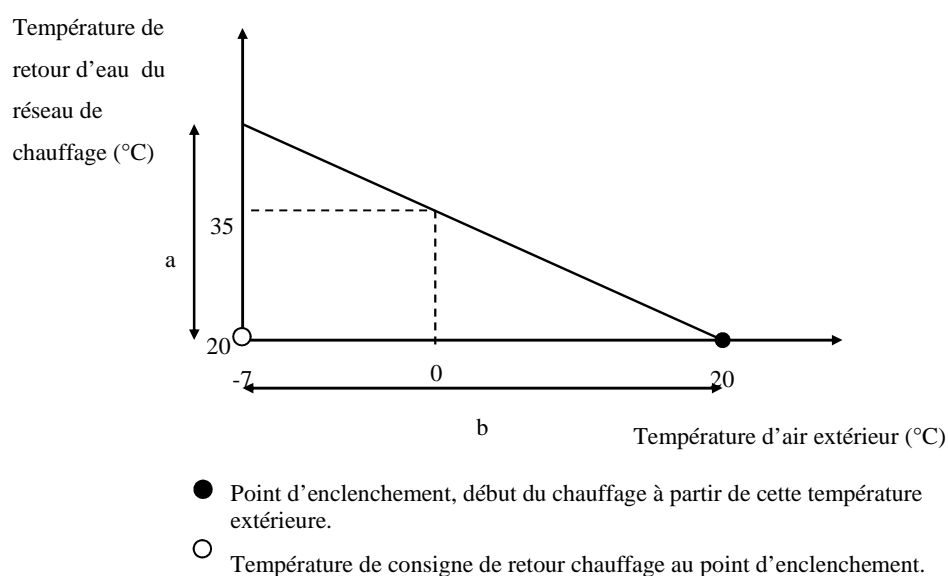 Température de
retour d’eau du
réseau de
chauffage (°C)
35
a
20
-7
0
20
b
Température d’air extérieur (°C)
Point d’enclenchement, début du chauffage à partir de cette température
extérieure.
Température de consigne de retour chauffage au point d’enclenchement.